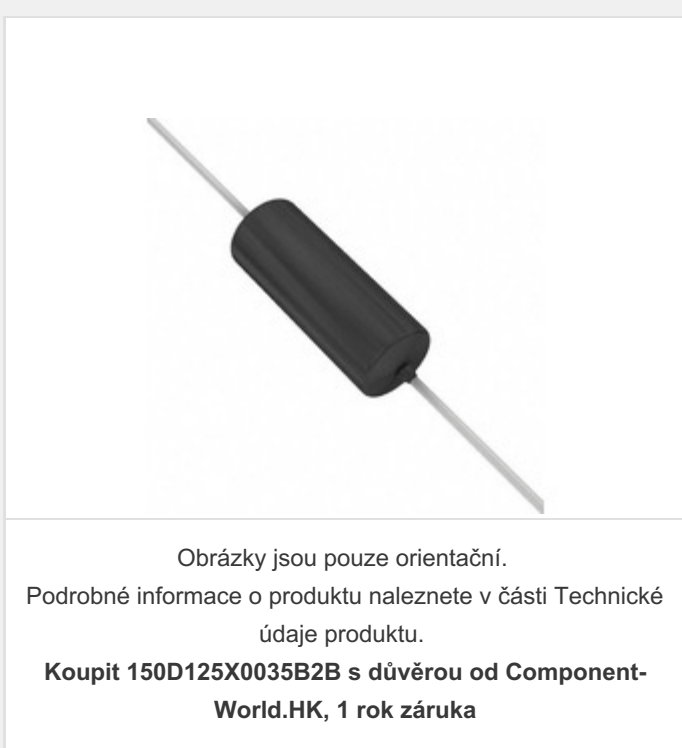 Obrázky jsou pouze orientační.
Podrobné informace o produktu naleznete v části Technické
údaje produktu.
Koupit 150D125X0035B2B s důvěrou od Component-
World.HK, 1 rok záruka